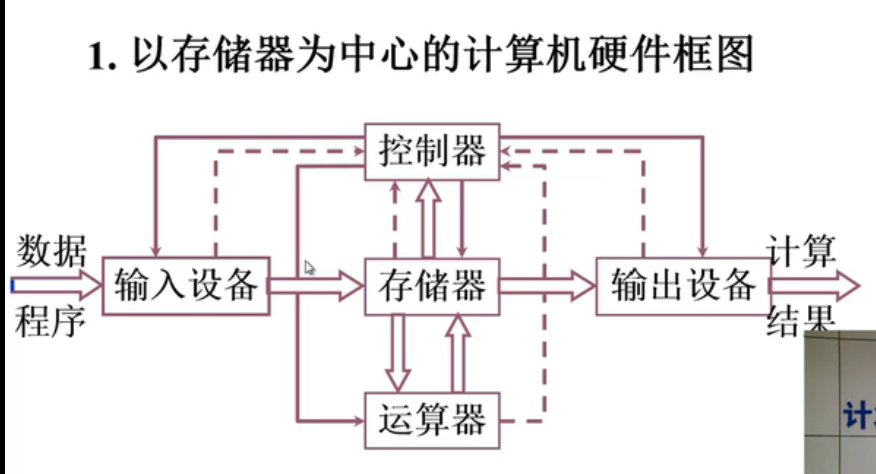 1. 以存储器为中心的计算机硬件框图
控制器
数据
程序
输入设备
存储器
输出设备
计算
结果
运算器